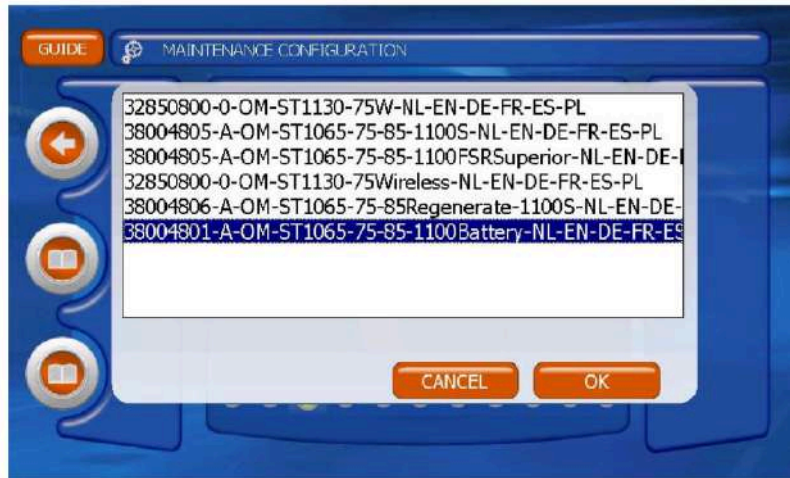 GUIDE
MAINTENANCE CONFIGURATION
32850800-0-OM-ST1130-75W-NL-EN-DE-FR-ES-PL
38004805-A-OM-ST1065-75-85-1100S-NL-EN-DE-FR-ES-PL
38004805-A-OM-ST1065-75-85-1100FSRSuperior-NL-EN-DE-
32850800-0-OM-ST1130-75Wireless-NL-EN-DE-FR-ES-PL
38004806-A-OM-ST1065-75-85Regenerate-1100S-NL-EN-DE-
38004801-A-OM-ST1065-75-85-1100Battery-NL-EN-DE-FR-ES
CANCEL
OK